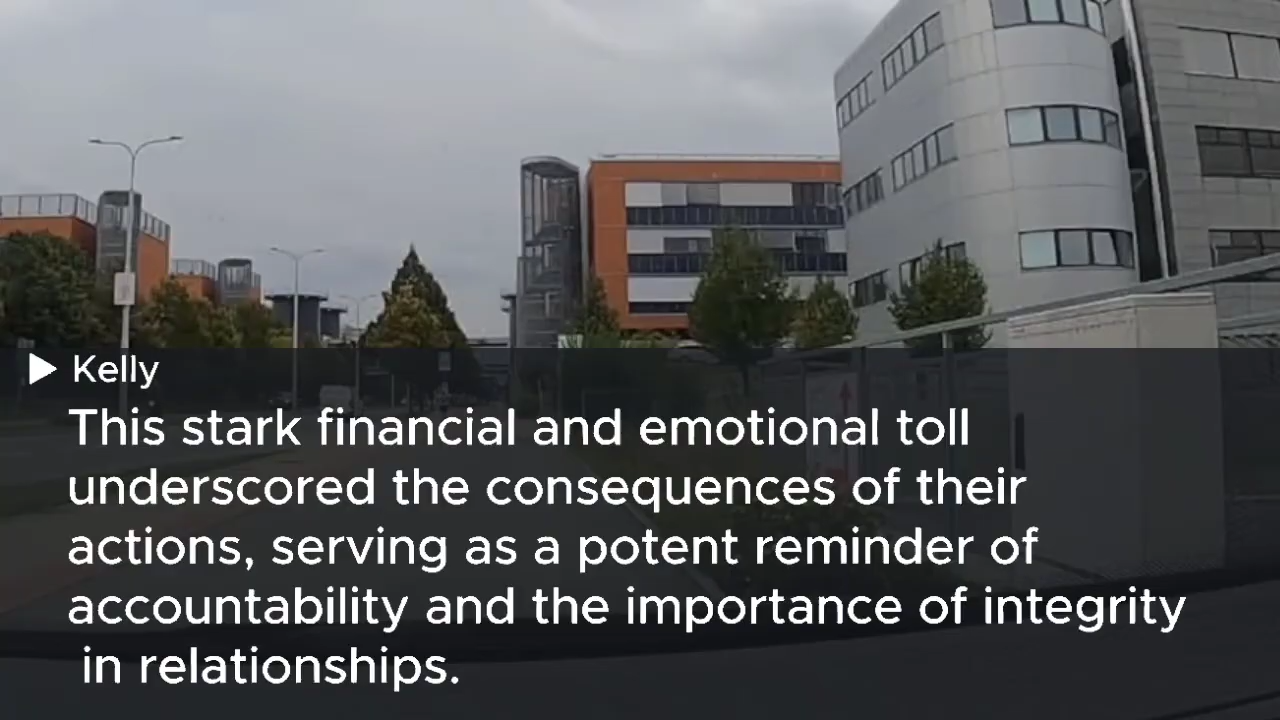 Kelly
This stark financial and emotional toll
underscored the consequences of their
actions, serving as a potent reminder of
accountability and the importance of integrity
in relationships.